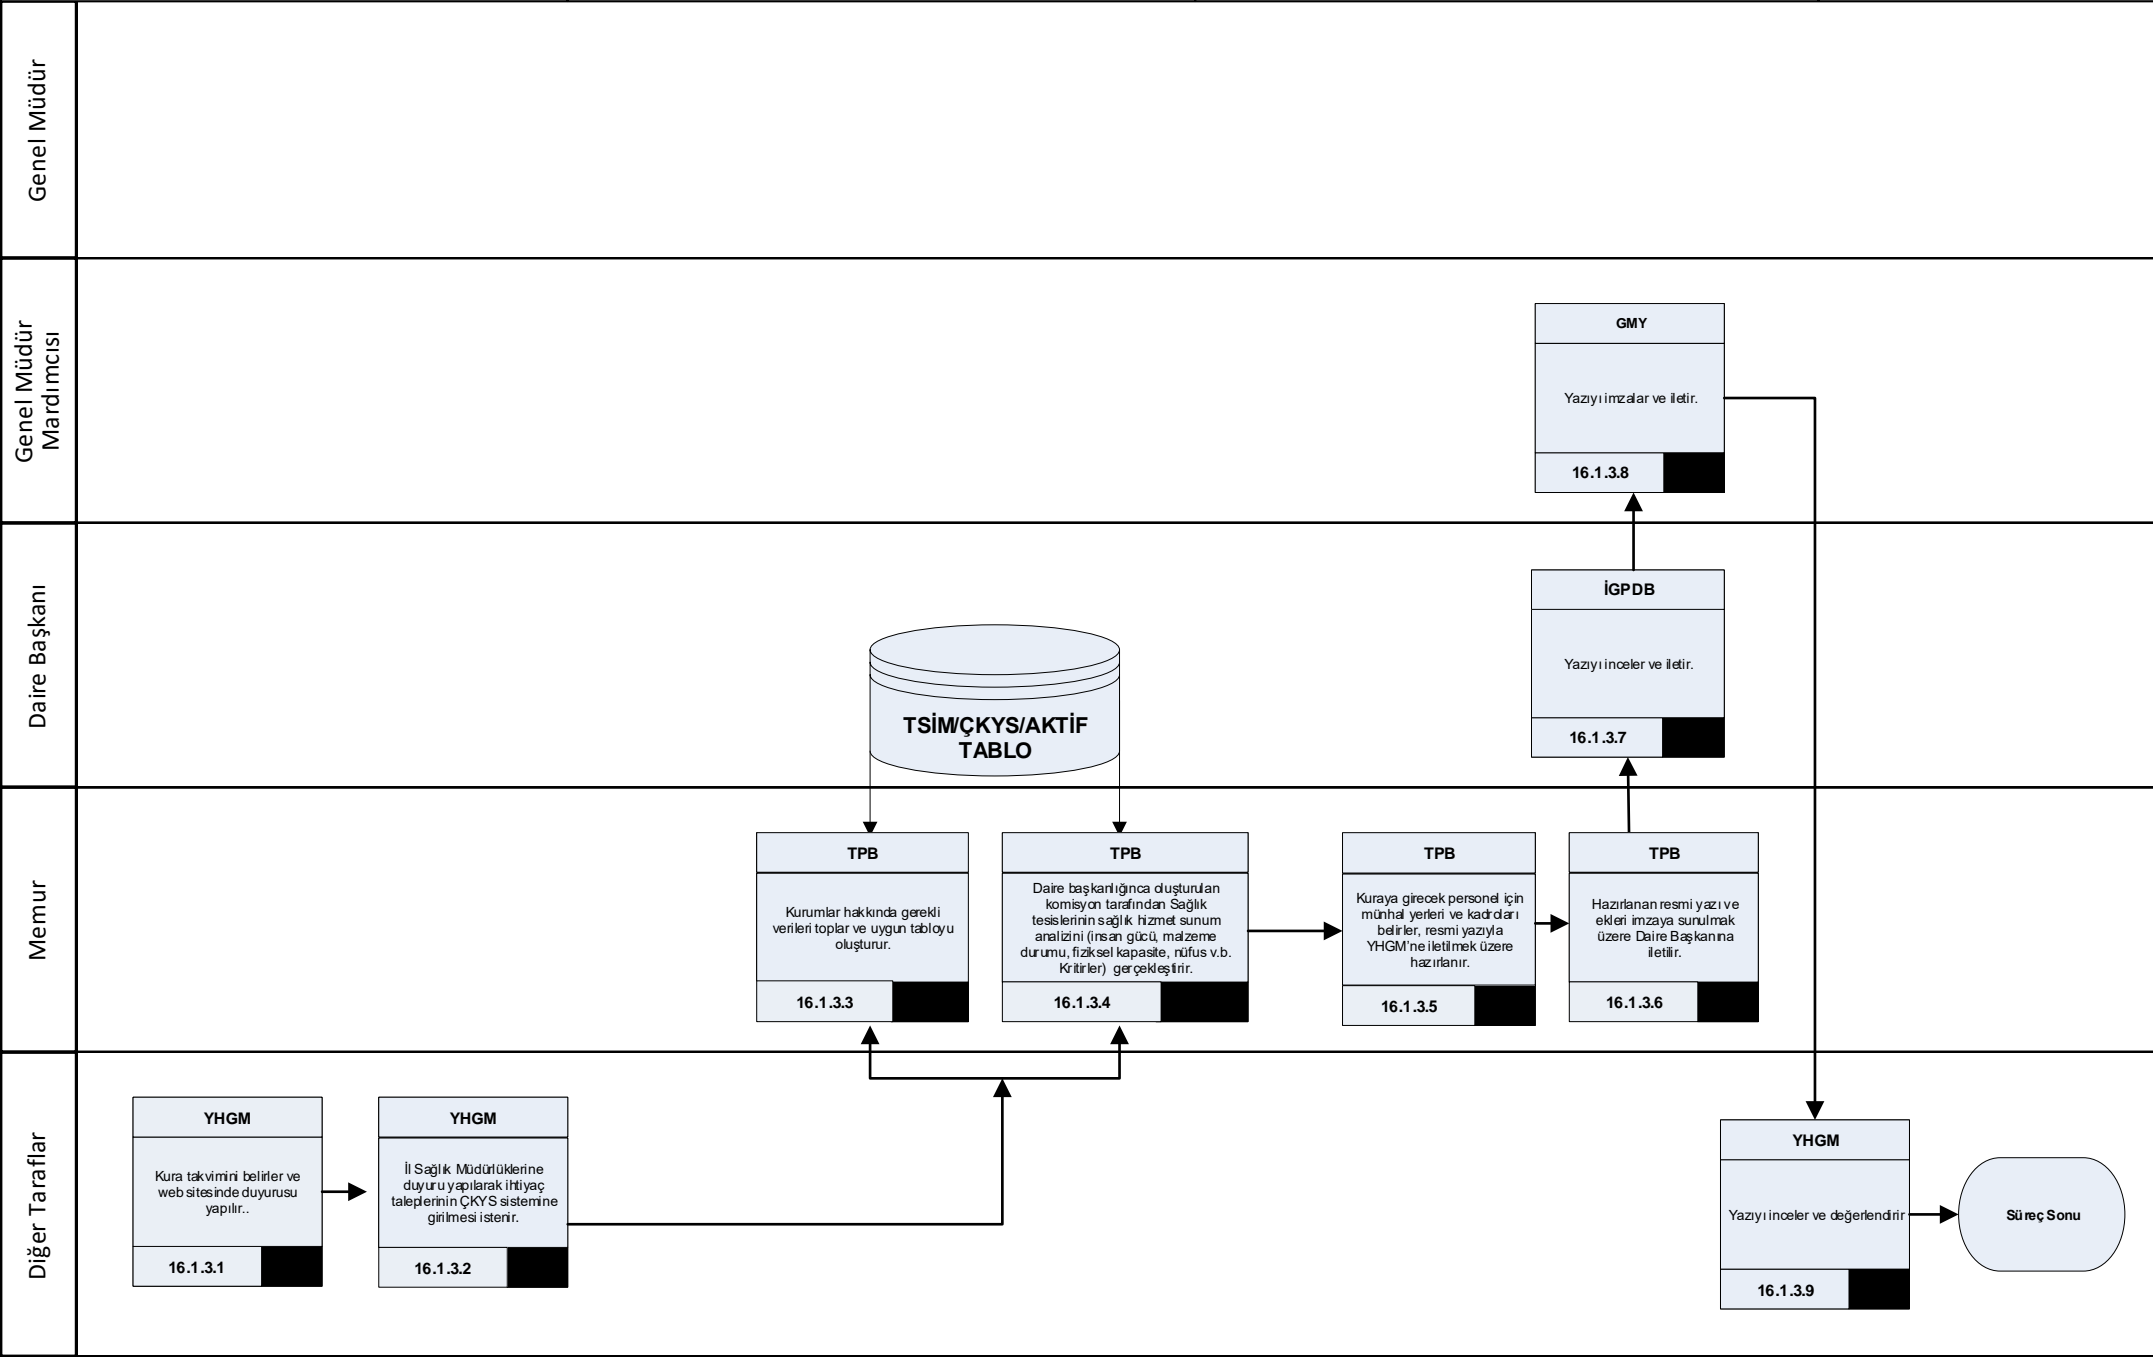 Genel Müdür
Genel Müdür
Mardımcısı
GMY
Yazıyı imzalar ve iletir.
16.1.3.8
Daire Başkanı
TSİM/ÇKYS/AKTİF
TABLO
İGPDB
Yazıyı inceler ve iletir.
16.1.3.7
Memur
TPB
Kurumlar hakkında gerekli
verileri toplar ve uygun tabloyu
oluşturur.
16.1.3.3
TPB
Daire başkanlığınca oluşturulan
komisyon tarafından Sağlık
tesislerinin sağlık hizmet sunum
analizini (insan gücü, malzeme
durumu, fiziksel kapasite, nüfus v.b.
Kritirler) gerçekleştirir.
16.1.3.4
TPB
Kuraya girecek personel için
münhal yerleri ve kadroları
belirler, resmi yazıyla
YHGM'ne iletilmek üzere
hazırlanır.
16.1.3.5
TPB
Hazırlanan resmi yazı ve
ekleri imzaya sunulmak
üzere Daire Başkanına
iletilir.
16.1.3.6
Diğer Taraflar
YHGM
Kura takvimini belirler ve
web sitesinde duyurusu
yapılır..
16.1.3.1
YHGM
İl Sağlık Müdürlüklerine
duyuru yapılarak ihtiyaç
taleplerinin ÇKYS sistemine
girilmesi istenir.
16.1.3.2
YHGM
Yazıyı inceler ve değerlendirir
16.1.3.9
Süreç Sonu